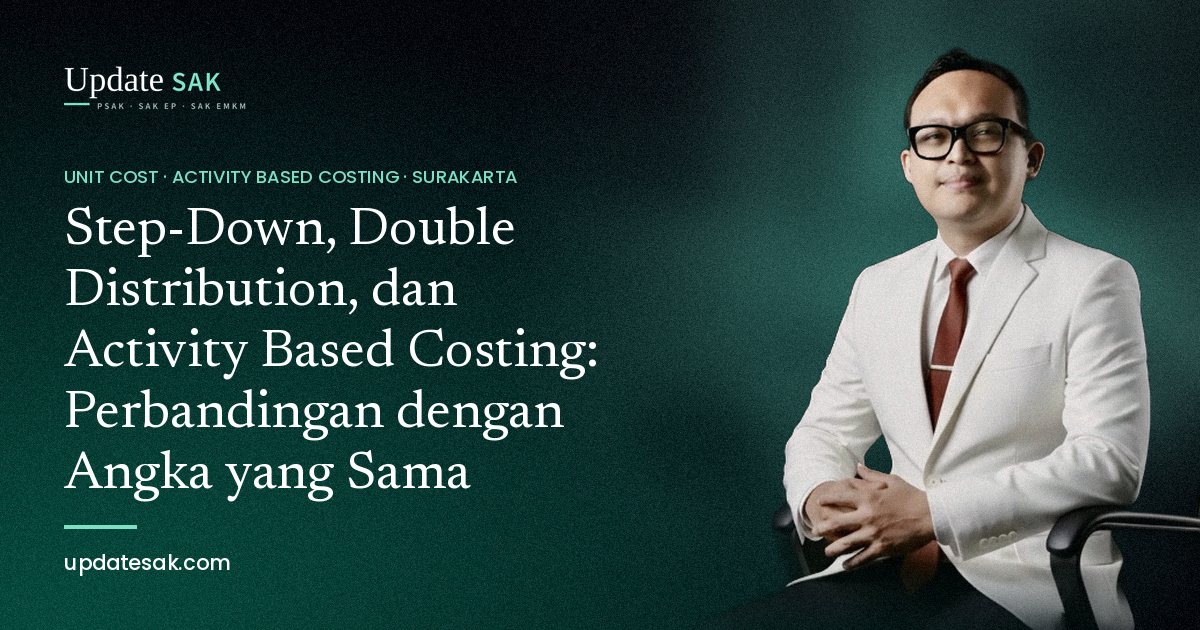 Update SAK
PSAK · SAK EP · SAK EMKM
UNIT COST · ACTIVITY BASED COSTING · SURAKARTA
Step-Down, Double
Distribution, dan
Activity Based Costing:
Perbandingan dengan
Angka yang Sama
updatesak.com